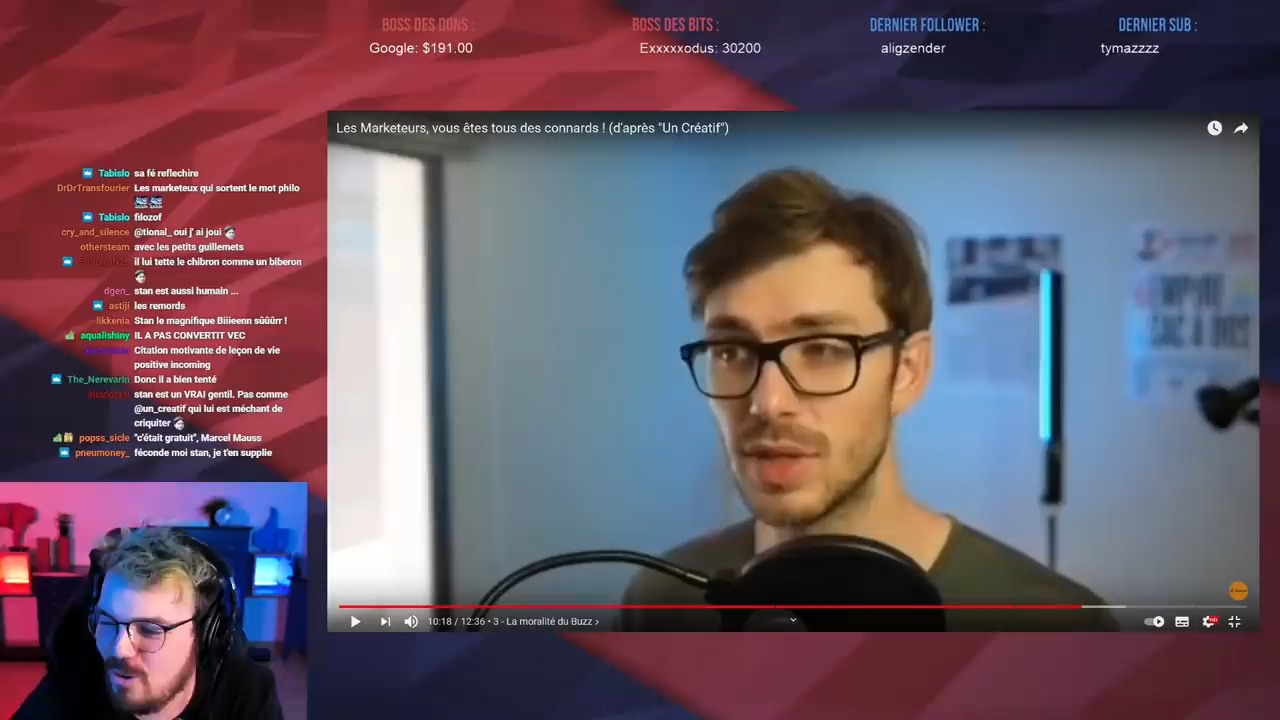 BOSS DES DONS :
Google: $191.00
BOSS DES BITS :
Exxxxxodus: 30200
DERNIER FOLLOWER :
aligzender
DERNIER SUB :
tymazzzz
Les Marketeurs, vous êtes tous des connards ! (d'après "Un Créatif")
Tabislo sa fé reflechire
DrDrTransfourier Les marketeux qui sortent le mot philo
Tabislo filozof
cry_and_silence @tional_ oui j' ai joui
othersteam avec les petits guillemets
il lui tette le chibron comme un biberon
dgen_ stan est aussi humain ...
astiji les remords
likkenia Stan le magnifique Biiieenn sûûûrr !
aqualishiny IL A PAS CONVERTIT VEC
Citation motivante de leçon de vie
positive incoming
The_Nerevarin Donc il a bien tenté
stan est un VRAI gentil. Pas comme
@un_creatif qui lui est méchant de
criquiter
popss_sicle "c'était gratuit", Marcel Mauss
pneumoney_ féconde moi stan, je t'en supplie
10:18 / 12:36 • 3 - La moralité du Buzz ›